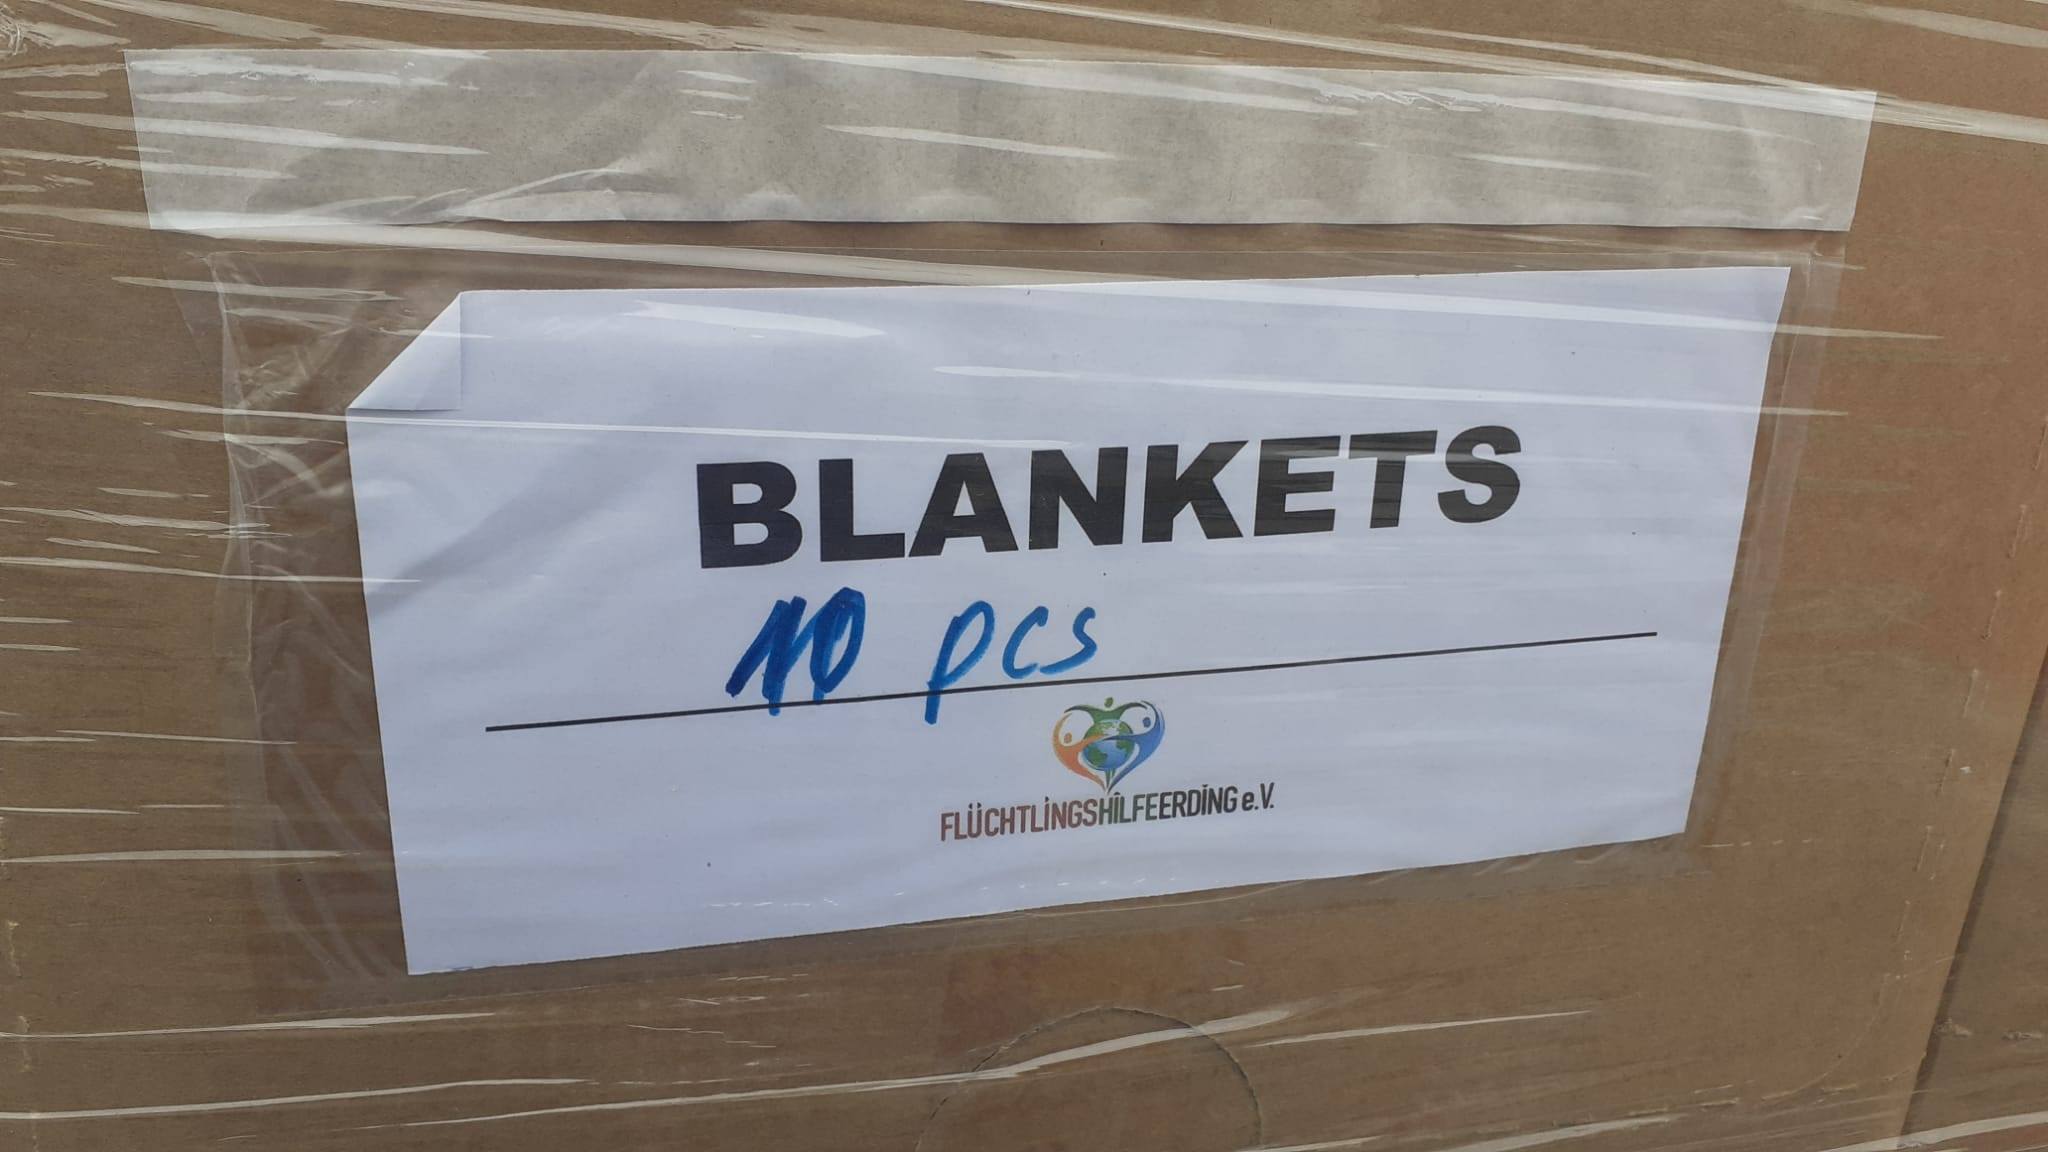 BLANKETS
10 pcs
FLÜCHTLINGSHILFEERDING e.V.